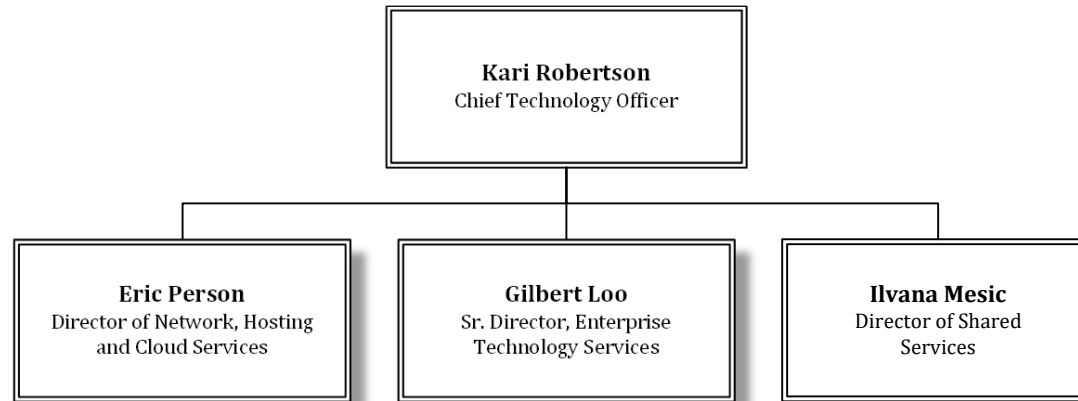 Kari Robertson
Chief Technology Officer
Eric Person
Director of Network, Hosting
and Cloud Services
Gilbert Loo
Sr. Director, Enterprise
Technology Services
Ilvana Mesic
Director of Shared
Services